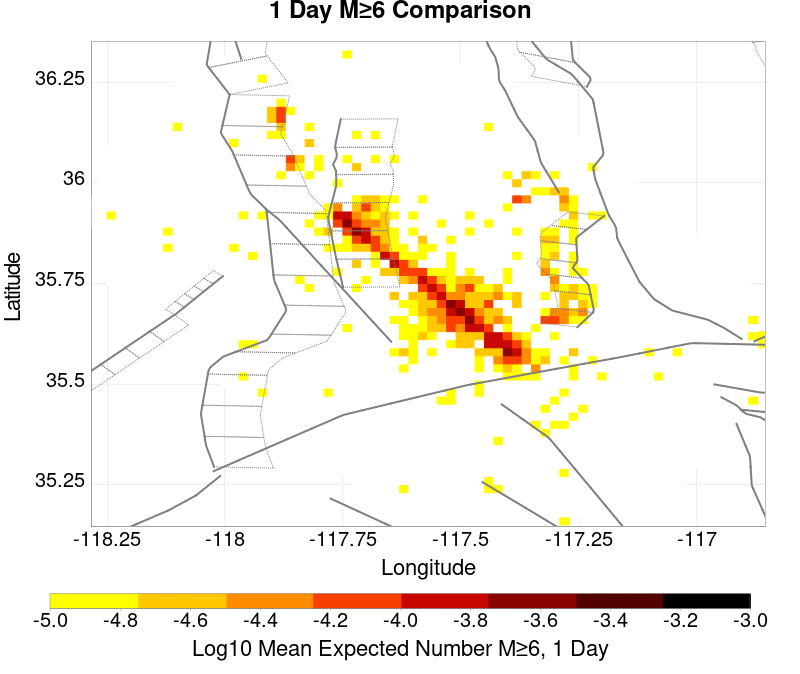 1 Day M≥6 Comparison
36.25
36
35.75
35.5
35.25
Latitude
-118.25 -118 -117.75 -117.5 -117.25 -117
Longitude
-5.0 -4.8 -4.6 -4.4 -4.2 -4.0 -3.8 -3.6 -3.4 -3.2 -3.0
Log10 Mean Expected Number M≥6, 1 Day